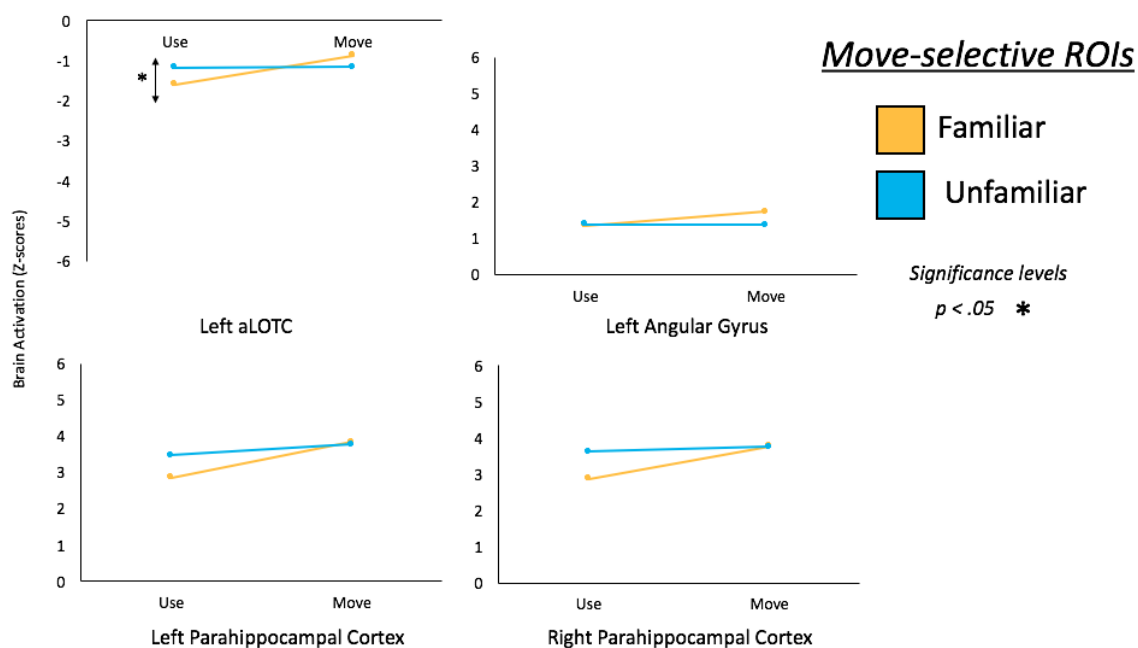 Move-selective ROIs
Familiar
Unfamiliar
Significance levels
p < .05 *
Brain Activation (Z-scores)
0
-1
-2
-3
-4
-5
-6
Use Move
*
Left aLOTC
6
5
4
3
2
1
0
Use Move
Left Angular Gyrus
6
5
4
3
2
1
0
Use Move
Left Parahippocampal Cortex
6
5
4
3
2
1
0
Use Move
Right Parahippocampal Cortex